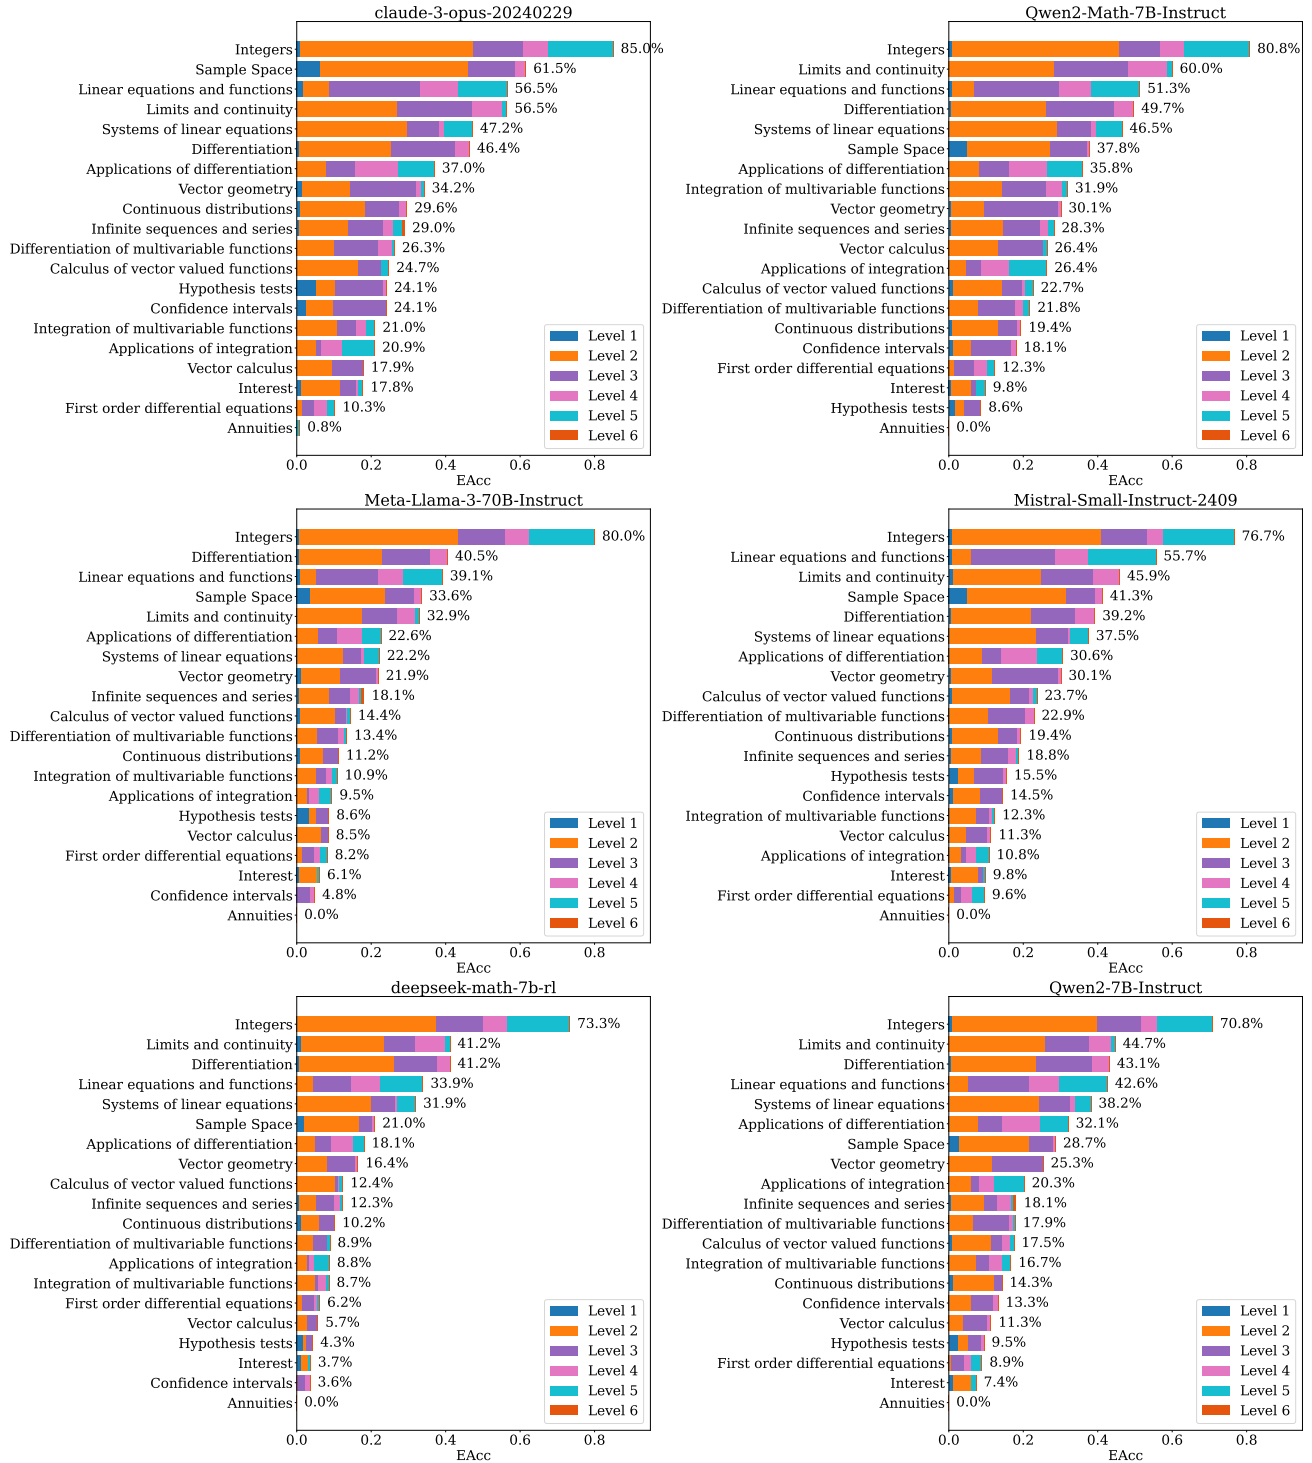 claude-3-opus-20240229
Integers 85.0%
Sample Space 61.5%
Linear equations and functions 56.5%
Limits and continuity 56.5%
Systems of linear equations 47.2%
Differentiation 46.4%
Applications of differentiation 37.0%
Vector geometry 34.2%
Continuous distributions 29.6%
Infinite sequences and series 29.0%
Differentiation of multivariable functions 26.3%
Calculus of vector valued functions 24.7%
Hypothesis tests 24.1%
Confidence intervals 24.1%
Integration of multivariable functions 21.0%
Applications of integration 20.9%
Vector calculus 17.9%
Interest 17.8%
First order differential equations 10.3%
Annuities 0.8%
Level 1
Level 2
Level 3
Level 4
Level 5
Level 6
0.0 0.2 0.4 0.6 0.8
EAcc
Qwen2-Math-7B-Instruct
Integers 80.8%
Limits and continuity 60.0%
Linear equations and functions 51.3%
Differentiation 49.7%
Systems of linear equations 46.5%
Sample Space 37.8%
Applications of differentiation 35.8%
Integration of multivariable functions 31.9%
Vector geometry 30.1%
Infinite sequences and series 28.3%
Vector calculus 26.4%
Applications of integration 26.4%
Calculus of vector valued functions 22.7%
Differentiation of multivariable functions 21.8%
Continuous distributions 19.4%
Confidence intervals 18.1%
First order differential equations 12.3%
Interest 9.8%
Hypothesis tests 8.6%
Annuities 0.0%
Level 1
Level 2
Level 3
Level 4
Level 5
Level 6
0.0 0.2 0.4 0.6 0.8
EAcc
Meta-Llama-3-70B-Instruct
Integers 80.0%
Differentiation 40.5%
Linear equations and functions 39.1%
Sample Space 33.6%
Limits and continuity 32.9%
Applications of differentiation 22.6%
Systems of linear equations 22.2%
Vector geometry 21.9%
Infinite sequences and series 18.1%
Calculus of vector valued functions 14.4%
Differentiation of multivariable functions 13.4%
Continuous distributions 11.2%
Integration of multivariable functions 10.9%
Applications of integration 9.5%
Hypothesis tests 8.6%
Vector calculus 8.5%
First order differential equations 8.2%
Interest 6.1%
Confidence intervals 4.8%
Annuities 0.0%
Level 1
Level 2
Level 3
Level 4
Level 5
Level 6
0.0 0.2 0.4 0.6 0.8
EAcc
Mistral-Small-Instruct-2409
Integers 76.7%
Linear equations and functions 55.7%
Limits and continuity 45.9%
Sample Space 41.3%
Differentiation 39.2%
Systems of linear equations 37.5%
Applications of differentiation 30.6%
Vector geometry 30.1%
Calculus of vector valued functions 23.7%
Differentiation of multivariable functions 22.9%
Continuous distributions 19.4%
Infinite sequences and series 18.8%
Hypothesis tests 15.5%
Confidence intervals 14.5%
Integration of multivariable functions 12.3%
Vector calculus 11.3%
Applications of integration 10.8%
Interest 9.8%
First order differential equations 9.6%
Annuities 0.0%
Level 1
Level 2
Level 3
Level 4
Level 5
Level 6
0.0 0.2 0.4 0.6 0.8
EAcc
deepseek-math-7b-rl
Integers 73.3%
Limits and continuity 41.2%
Differentiation 41.2%
Linear equations and functions 33.9%
Systems of linear equations 31.9%
Sample Space 21.0%
Applications of differentiation 18.1%
Vector geometry 16.4%
Calculus of vector valued functions 12.4%
Infinite sequences and series 12.3%
Continuous distributions 10.2%
Differentiation of multivariable functions 8.9%
Applications of integration 8.8%
Integration of multivariable functions 8.7%
First order differential equations 6.2%
Vector calculus 5.7%
Hypothesis tests 4.3%
Interest 3.7%
Confidence intervals 3.6%
Annuities 0.0%
Level 1
Level 2
Level 3
Level 4
Level 5
Level 6
0.0 0.2 0.4 0.6 0.8
EAcc
Qwen2-7B-Instruct
Integers 70.8%
Limits and continuity 44.7%
Differentiation 43.1%
Linear equations and functions 42.6%
Systems of linear equations 38.2%
Applications of differentiation 32.1%
Sample Space 28.7%
Vector geometry 25.3%
Applications of integration 20.3%
Infinite sequences and series 18.1%
Differentiation of multivariable functions 17.9%
Calculus of vector valued functions 17.5%
Integration of multivariable functions 16.7%
Continuous distributions 14.3%
Confidence intervals 13.3%
Vector calculus 11.3%
Hypothesis tests 9.5%
First order differential equations 8.9%
Interest 7.4%
Annuities 0.0%
Level 1
Level 2
Level 3
Level 4
Level 5
Level 6
0.0 0.2 0.4 0.6 0.8
EAcc